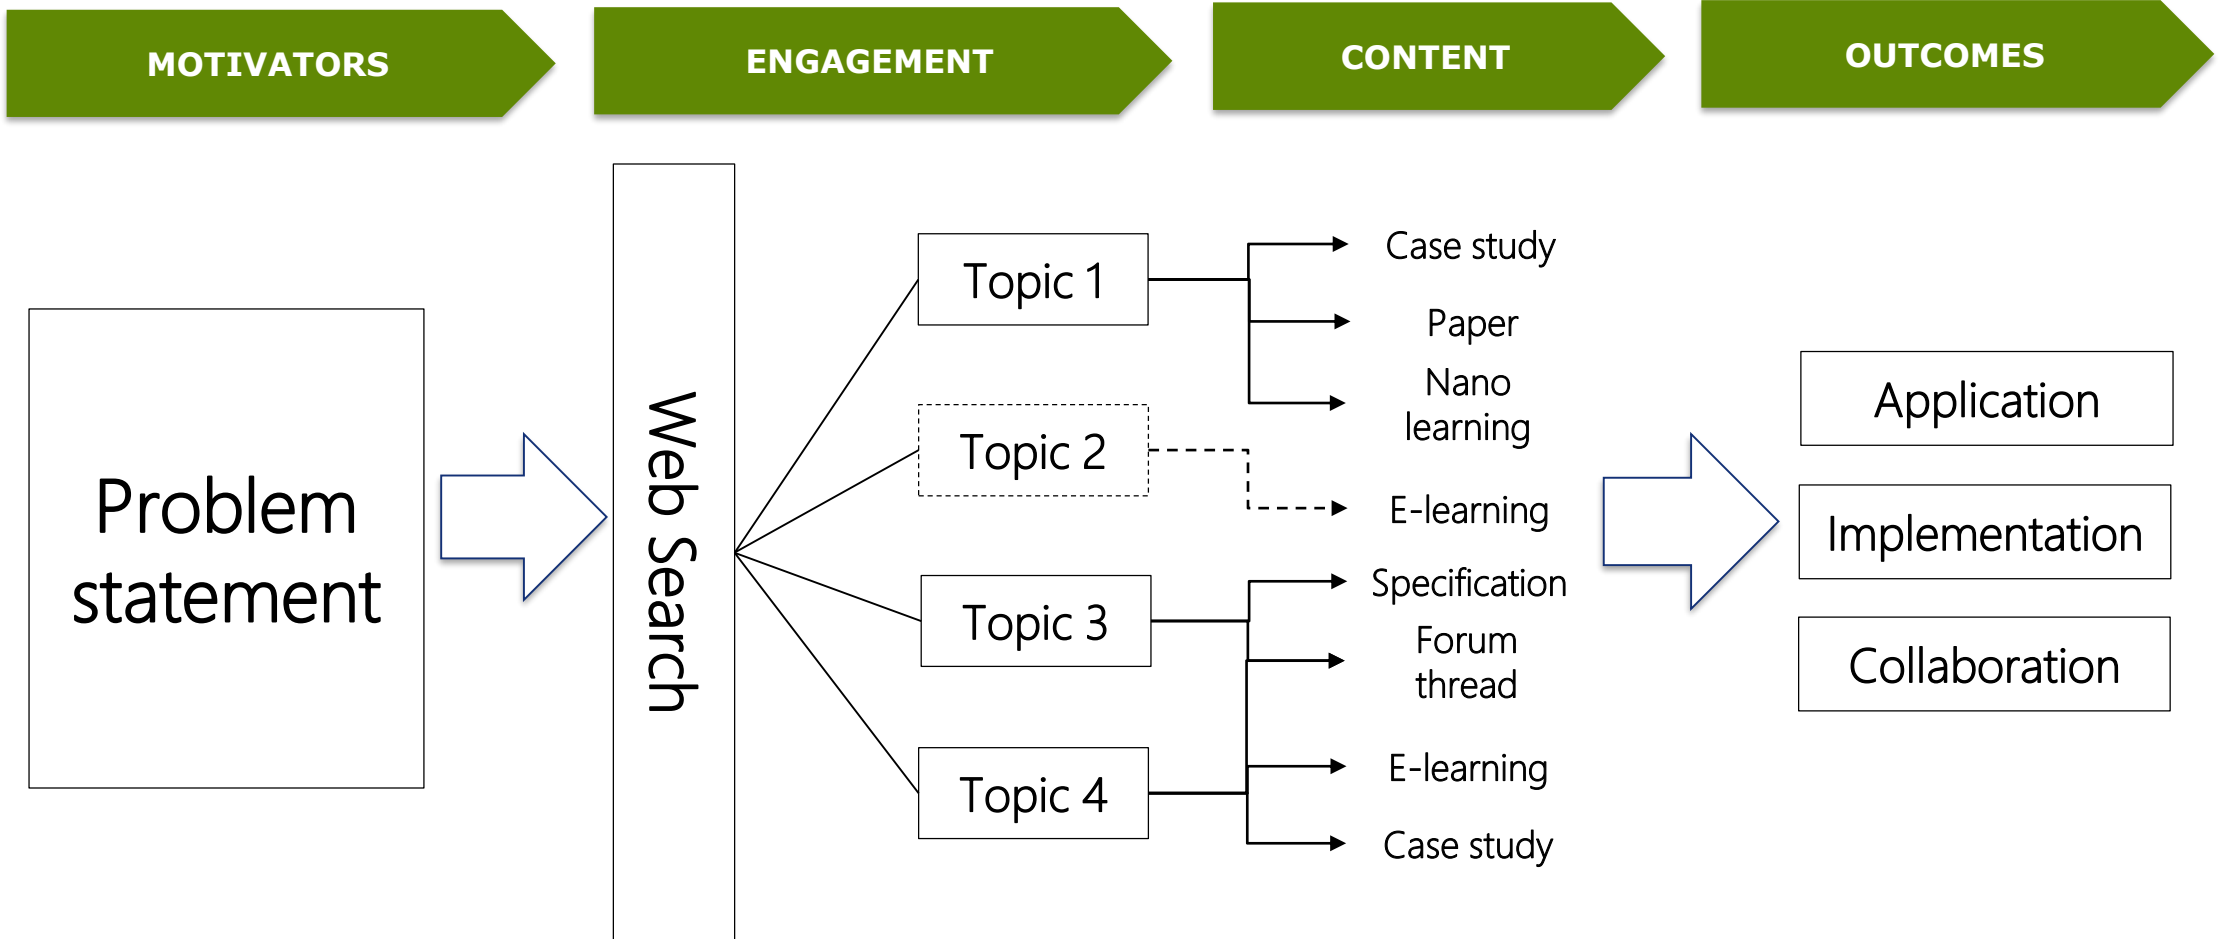 MOTIVATORS
ENGAGEMENT
CONTENT
OUTCOMES
Problem
statement
Web Search
Topic 1
Topic 2
Topic 3
Topic 4
Case study
Paper
Nano
learning
E-learning
Specification
Forum
thread
E-learning
Case study
Application
Implementation
Collaboration